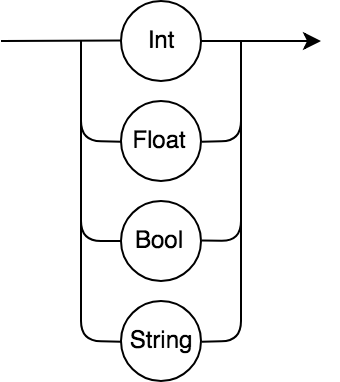 Int
Float
Bool
String